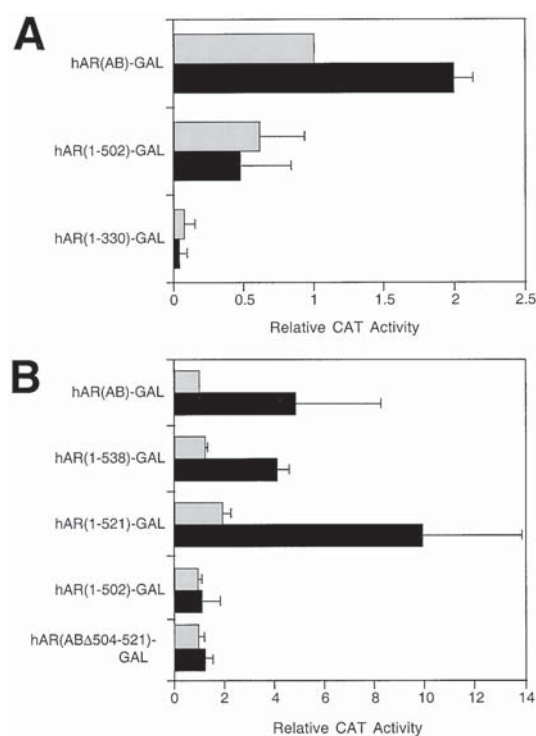 A
hAR(AB)-GAL
hAR(1-502)-GAL
hAR(1-330)-GAL
0 0.5 1 1.5 2 2.5
Relative CAT Activity
B
hAR(AB)-GAL
hAR(1-538)-GAL
hAR(1-521)-GAL
hAR(1-502)-GAL
hAR(ABΔ504-521)-
GAL
0 2 4 6 8 10 12 14
Relative CAT Activity